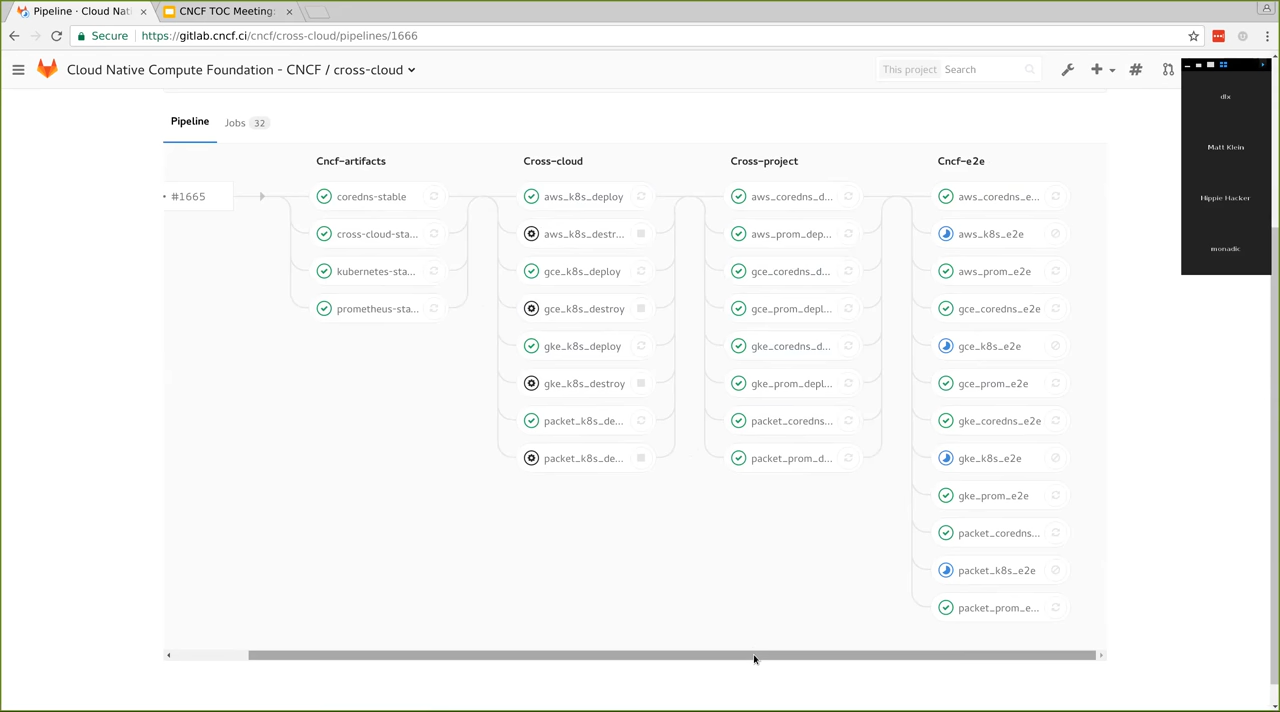 Pipeline · Cloud Nati
CNCF TOC Meeting:
Secure
https://gitlab.cncf.ci/cncf/cross-cloud/pipelines/1666
Cloud Native Compute Foundation - CNCF / cross-cloud
This project
Search
dlx
Matt Klein
Hippie Hacker
monadic
Pipeline
Jobs 32
#1665
Cncf-artifacts
coredns-stable
cross-cloud-sta...
kubernetes-sta...
prometheus-sta...
Cross-cloud
aws_k8s_deploy
aws_k8s_destr...
gce_k8s_deploy
gce_k8s_destroy
gke_k8s_deploy
gke_k8s_destroy
packet_k8s_de...
packet_k8s_de...
Cross-project
aws_coredns_d...
aws_prom_dep...
gce_coredns_d...
gce_prom_depl...
gke_coredns_d...
gke_prom_depl...
packet_coredns...
packet_prom_d...
Cncf-e2e
aws_coredns_e...
aws_k8s_e2e
aws_prom_e2e
gce_coredns_e2e
gce_k8s_e2e
gce_prom_e2e
gke_coredns_e2e
gke_k8s_e2e
gke_prom_e2e
packet_coredns...
packet_k8s_e2e
packet_prom_e...